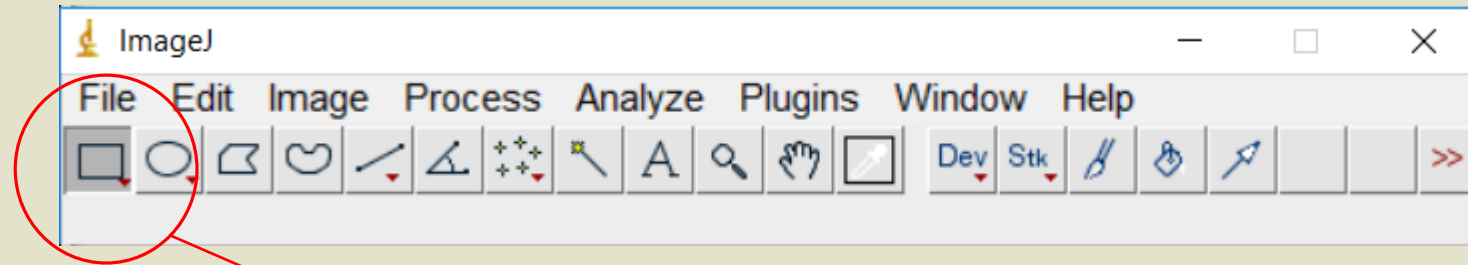 ImageJ
File Edit Image Process Analyze Plugins Window Help
A Dev Stk >>